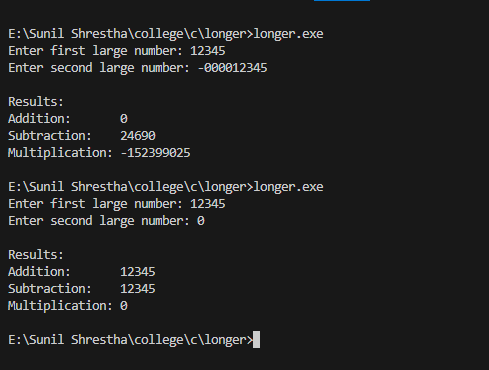 E:\Sunil Shrestha\college\c\longer>longer.exe
Enter first large number: 12345
Enter second large number: -000012345
Results:
Addition:       0
Subtraction:    24690
Multiplication: -152399025
E:\Sunil Shrestha\college\c\longer>longer.exe
Enter first large number: 12345
Enter second large number: 0
Results:
Addition:       12345
Subtraction:    12345
Multiplication: 0
E:\Sunil Shrestha\college\c\longer>